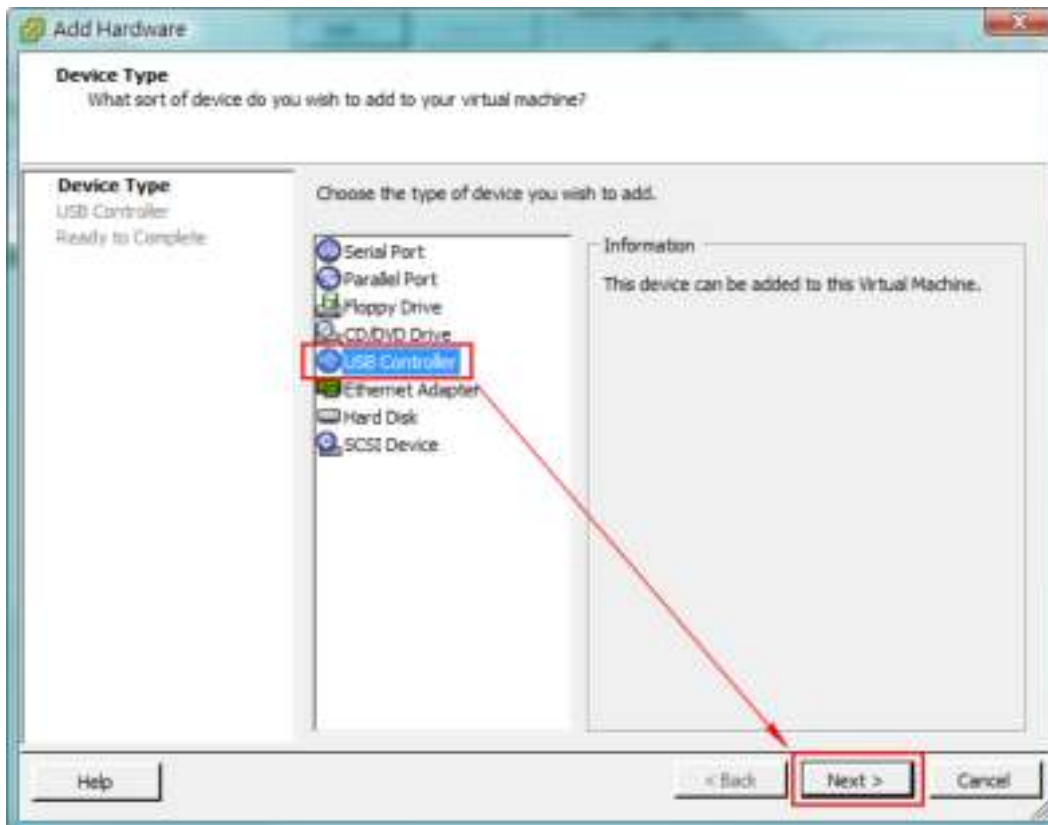 Add Hardware
Device Type
What sort of device do you wish to add to your virtual machine?
Device Type
USB Controller
Ready to Complete
Choose the type of device you wish to add.
Serial Port
Parallel Port
Floppy Drive
CD/DVD Drive
USB Controller
Ethernet Adapter
Hard Disk
SCSI Device
Information
This device can be added to this Virtual Machine.
Help
< Back
Next >
Cancel